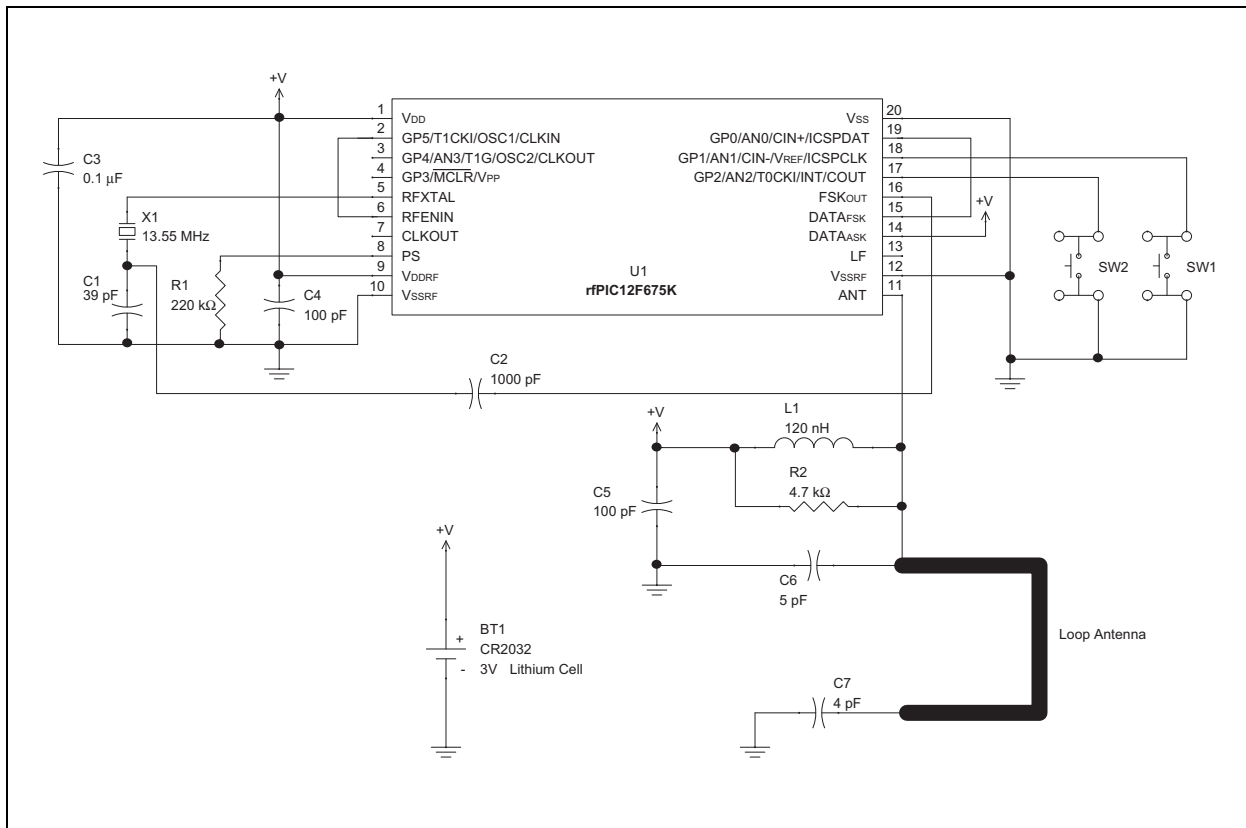 +V
C3
0.1 µF
X1
13.55 MHz
C1
39 pF
R1
220 kΩ
C4
100 pF
1 VDD
2 GP5/T1CKI/OSC1/CLKIN
3 GP4/AN3/T1G/OSC2/CLKOUT
4 GP3/MCLR/VPP
5 RFXTAL
6 RFENIN
7 CLKOUT
8 PS
9 VDDRF
10 VSSRF
U1
rfPIC12F675K
VSS 20
GP0/AN0/CIN+/ICSPDAT 19
GP1/AN1/CIN-/VREF/ICSPCLK 18
GP2/AN2/T0CKI/INT/COUT 17
FSKOUT 16
DATAFSK 15
DATAASK 14
LF 13
VSSRF 12
ANT 11
+V
SW2
SW1
C2
1000 pF
+V
L1
120 nH
R2
4.7 kΩ
C5
100 pF
C6
5 pF
+V
BT1
+
CR2032
- 3V Lithium Cell
Loop Antenna
C7
4 pF